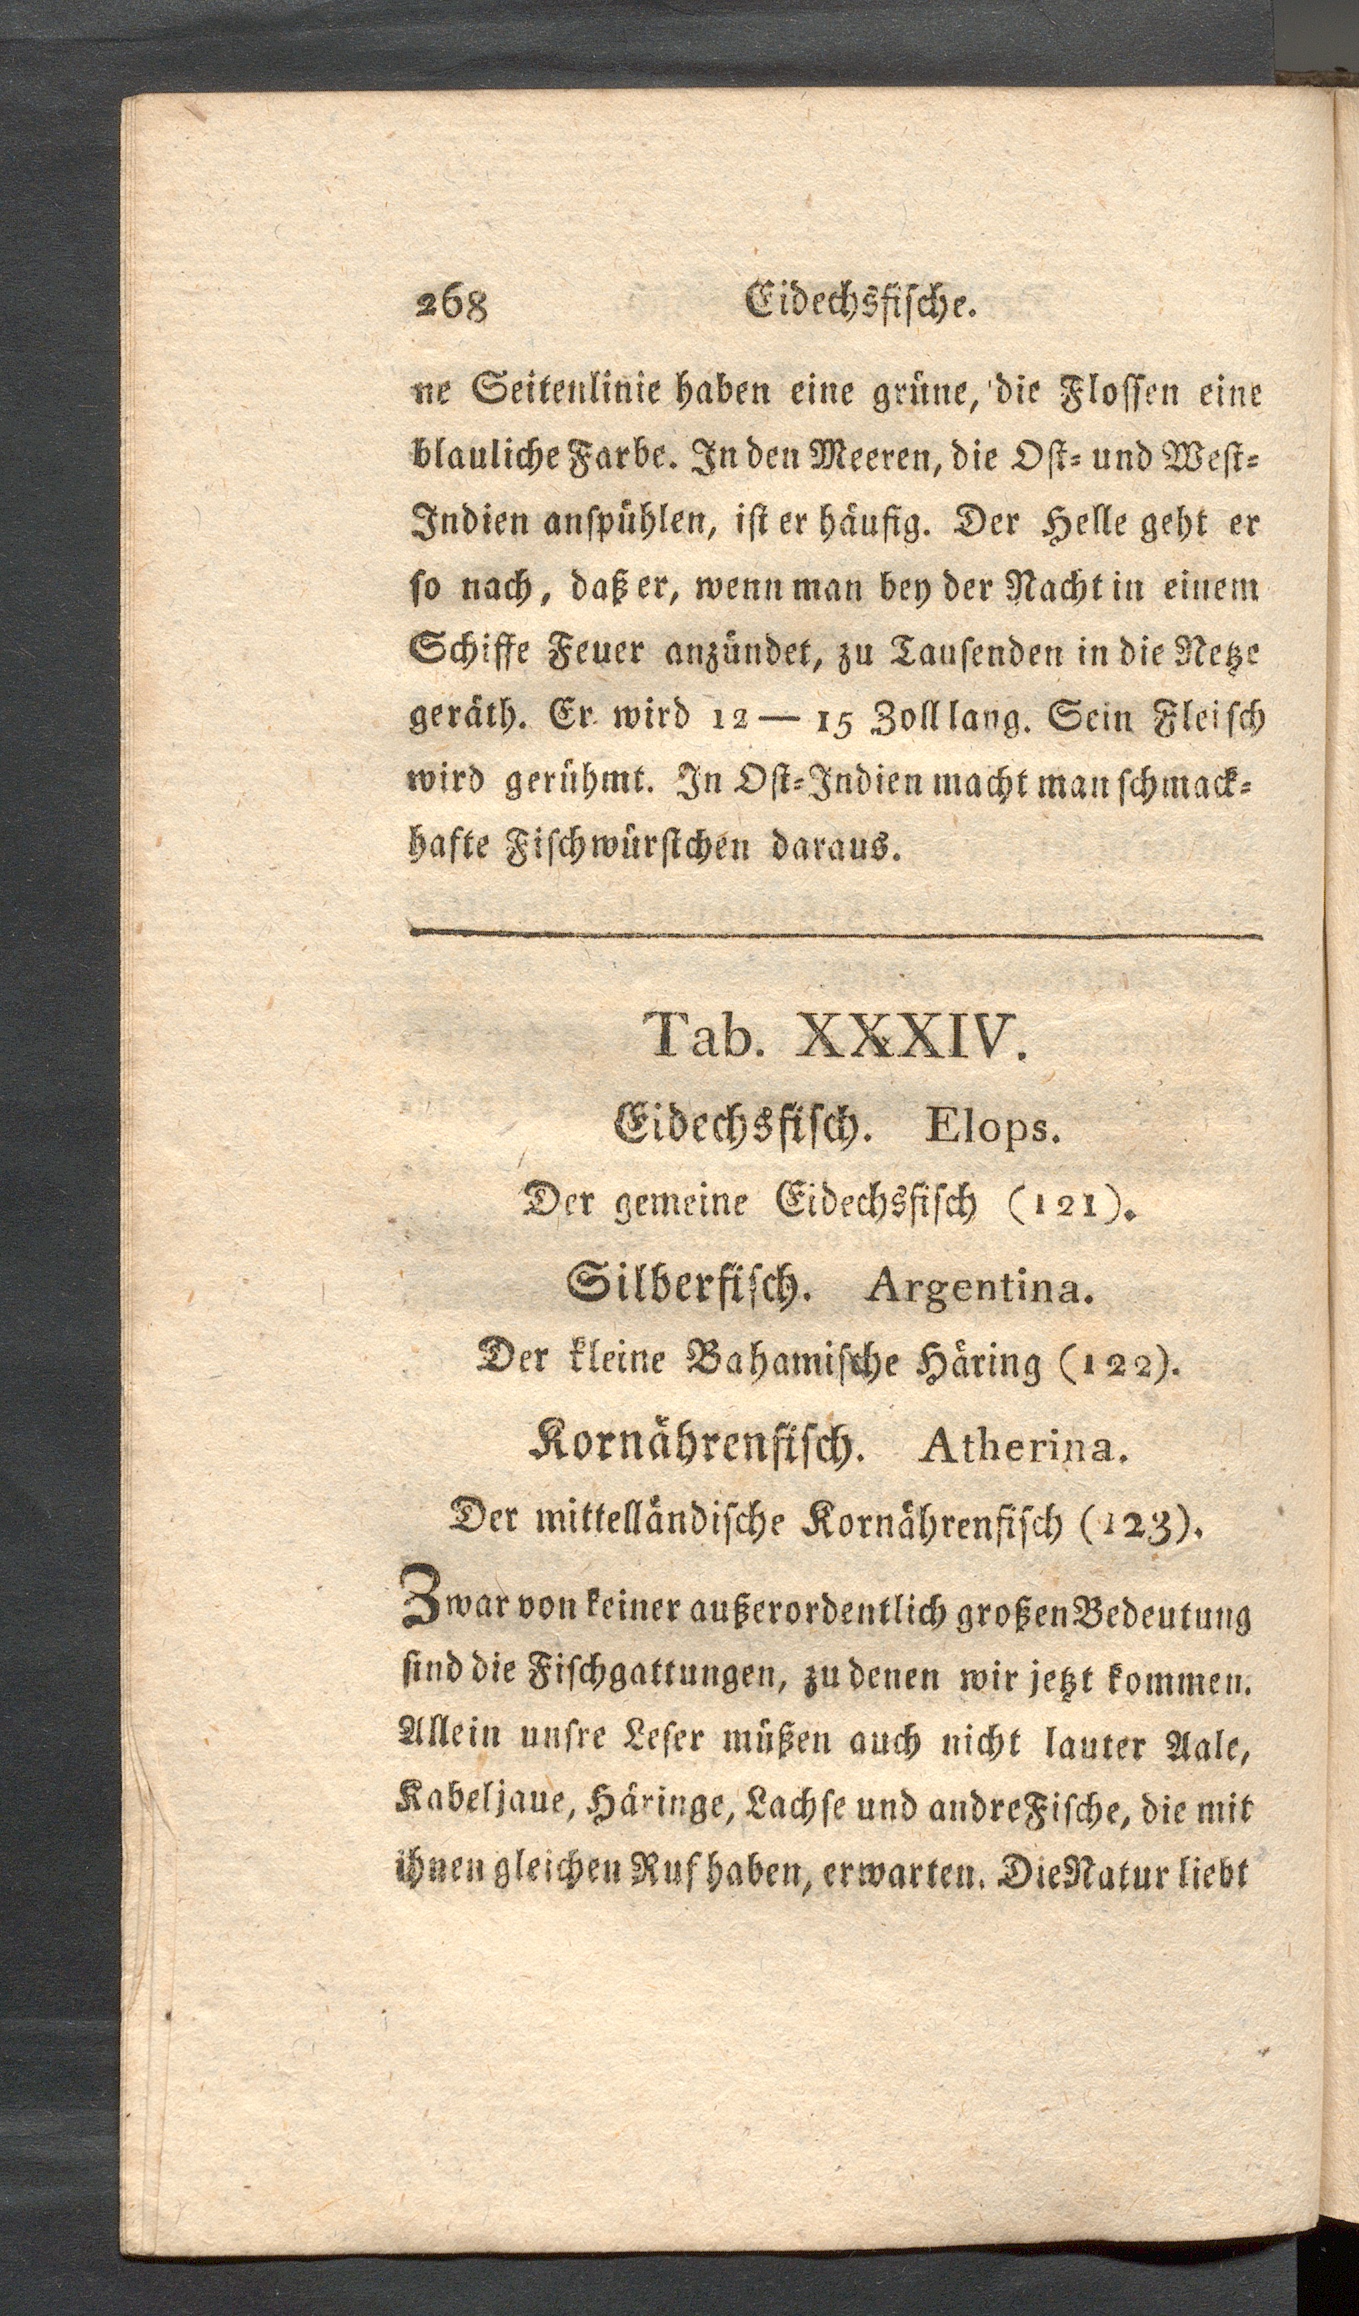 268 Eidechsfiſche.
ne Seitenlinie haben eine grüne, die Floſſen eine
blauliche Farbe. In den Meeren, die Oſt- und Weſt-
Indien anſpühlen, iſt er häufig. Der Helle geht er
ſo nach, daß er, wenn man bey der Nacht in einem
Schiffe Feuer anzündet, zu Tauſenden in die Netze
geräth. Er wird 12 — 15 Zoll lang. Sein Fleiſch
wird gerühmt. In Oſt-Indien macht man ſchmack-
hafte Fiſchwürſtchen daraus.
Tab. XXXIV.
Eidechsfiſch. Elops.
Der gemeine Eidechsfiſch (121).
Silberfiſch. Argentina.
Der kleine Bahamiſche Häring (122).
Kornährenfiſch. Atherina.
Der mittelländiſche Kornährenfiſch (123).
Zwar von keiner außerordentlich großen Bedeutung
ſind die Fiſchgattungen, zu denen wir jetzt kommen.
Allein unſre Leſer müßen auch nicht lauter Aale,
Kabeljaue, Häringe, Lachſe und andre Fiſche, die mit
ihnen gleichen Ruf haben, erwarten. Die Natur liebt